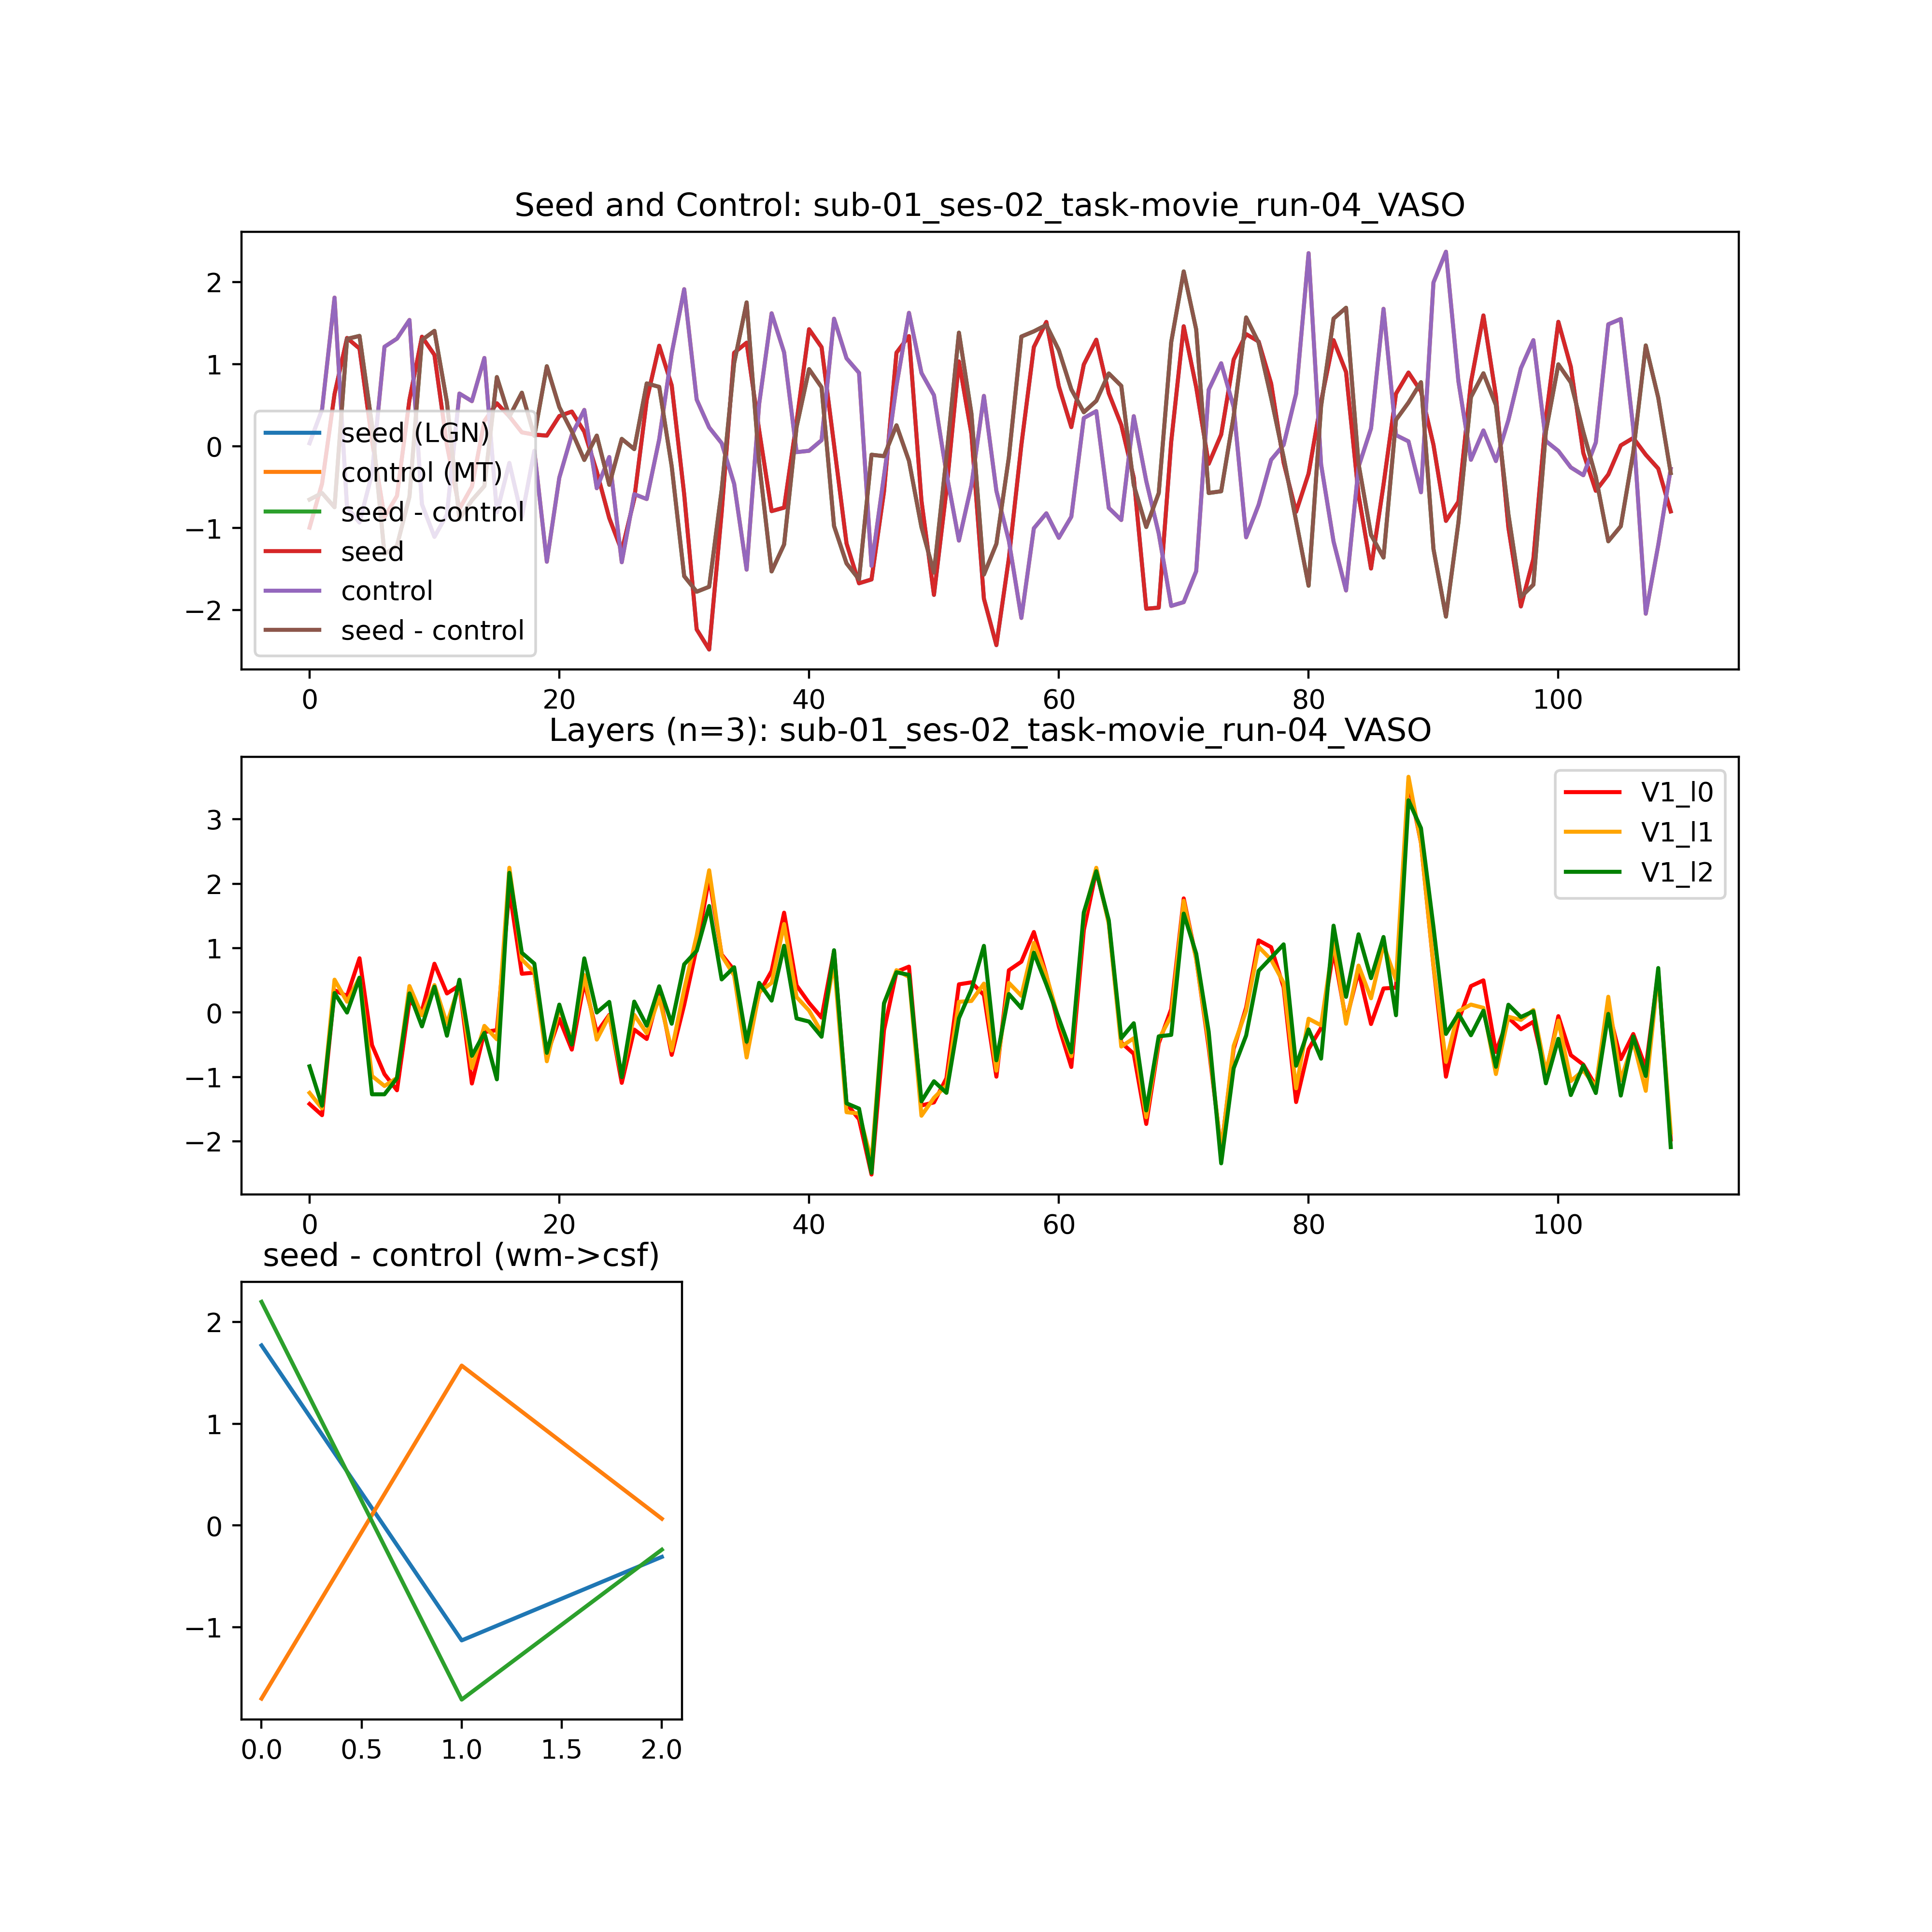 Seed and Control: sub-01_ses-02_task-movie_run-04_VASO
2
1
0
−1
−2
seed (LGN)
control (MT)
seed - control
seed
control
seed - control
0 20 40 60 80 100
Layers (n=3): sub-01_ses-02_task-movie_run-04_VASO
3
2
1
0
−1
−2
V1_l0
V1_l1
V1_l2
0 20 40 60 80 100
seed - control (wm->csf)
2
1
0
−1
0.0 0.5 1.0 1.5 2.0